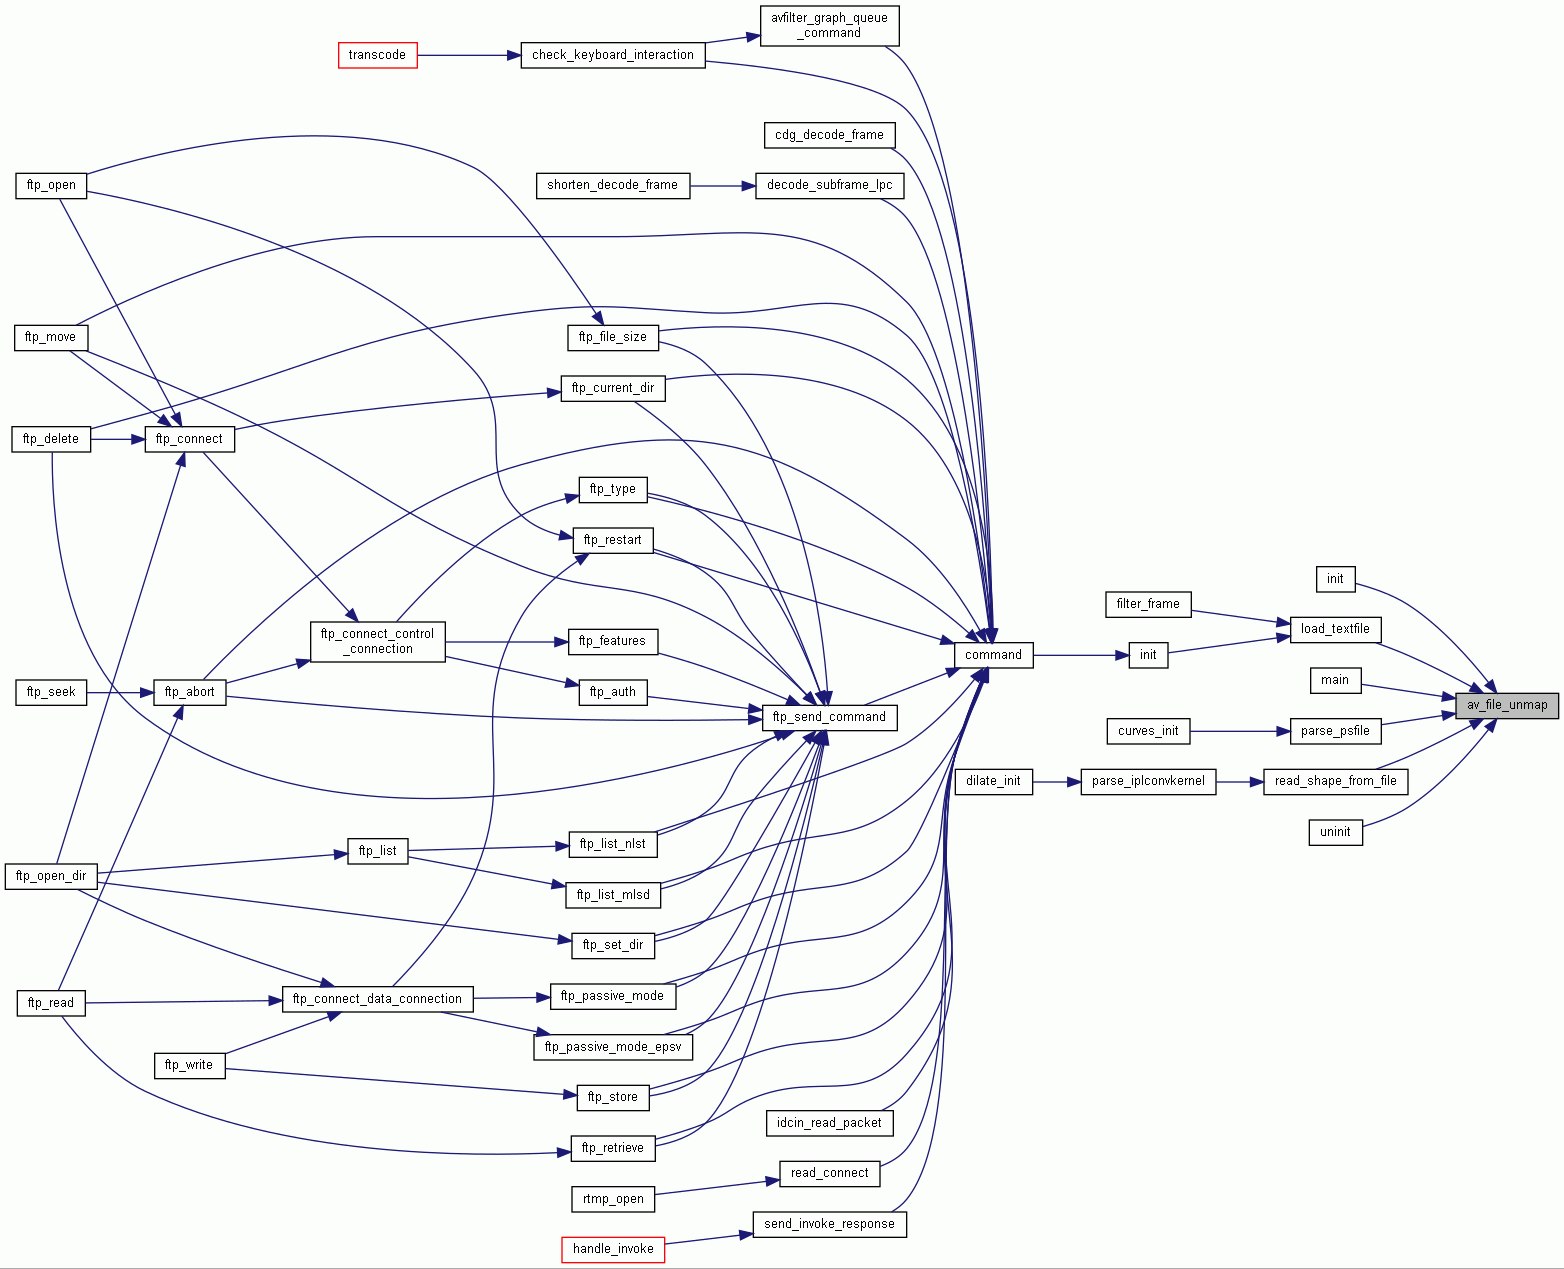 avfilter_graph_queue
_command
transcode
check_keyboard_interaction
cdg_decode_frame
ftp_open
shorten_decode_frame
decode_subframe_lpc
ftp_move
ftp_file_size
ftp_current_dir
ftp_delete
ftp_connect
ftp_type
ftp_restart
init
filter_frame
load_textfile
ftp_connect_control
_connection
ftp_features
command
init
ftp_seek
ftp_abort
ftp_auth
main
av_file_unmap
ftp_send_command
curves_init
parse_psfile
dilate_init
parse_iplconvkernel
read_shape_from_file
uninit
ftp_list_nlst
ftp_list
ftp_open_dir
ftp_list_mlsd
ftp_set_dir
ftp_read
ftp_connect_data_connection
ftp_passive_mode
ftp_passive_mode_epsv
ftp_write
ftp_store
idcin_read_packet
ftp_retrieve
read_connect
rtmp_open
send_invoke_response
handle_invoke